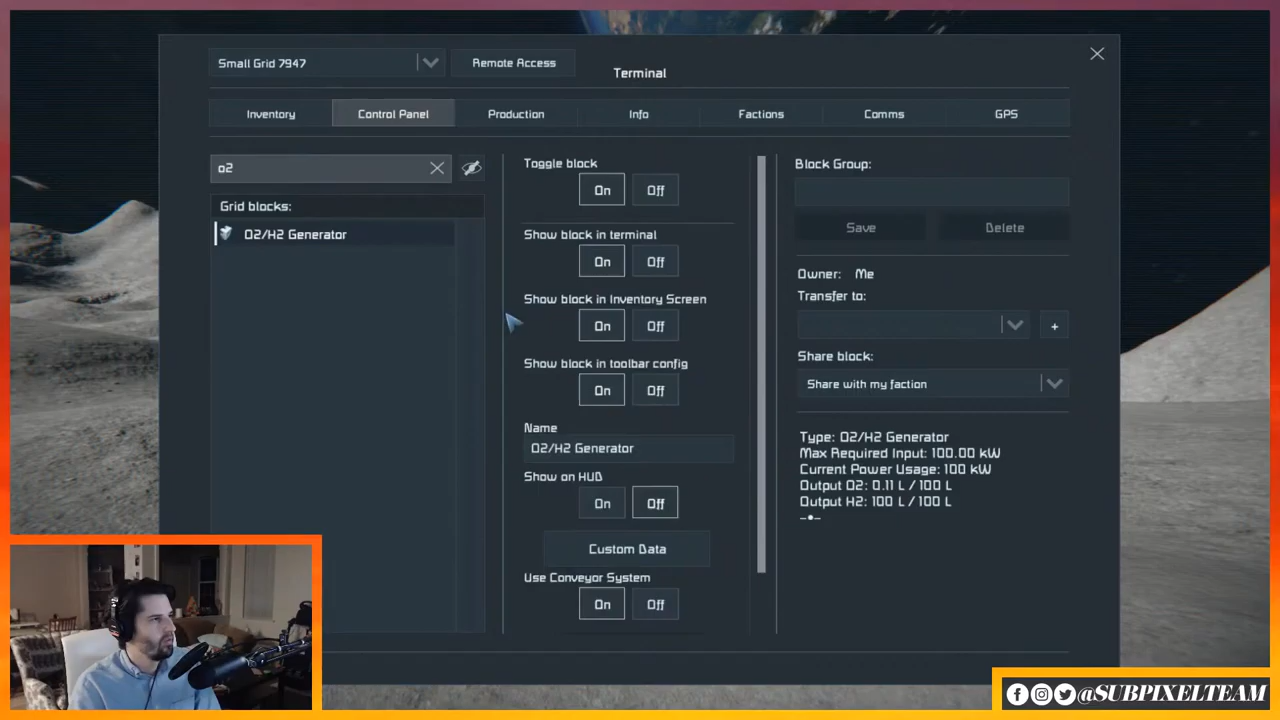 Small Grid 7947
Remote Access
Terminal
Inventory
Control Panel
Production
Info
Factions
Comms
GPS
o2
Grid blocks:
O2/H2 Generator
Toggle block
On Off
Show block in terminal
On Off
Show block in Inventory Screen
On Off
Show block in toolbar config
On Off
Name
O2/H2 Generator
Show on HUD
On Off
Custom Data
Use Conveyor System
On Off
Block Group:
Save Delete
Owner: Me
Transfer to:
+
Share block:
Share with my faction
Type: O2/H2 Generator
Max Required Input: 100.00 kW
Current Power Usage: 100 kW
Output O2: 0.11 L / 100 L
Output H2: 100 L / 100 L
@SUBPIXELTEAM